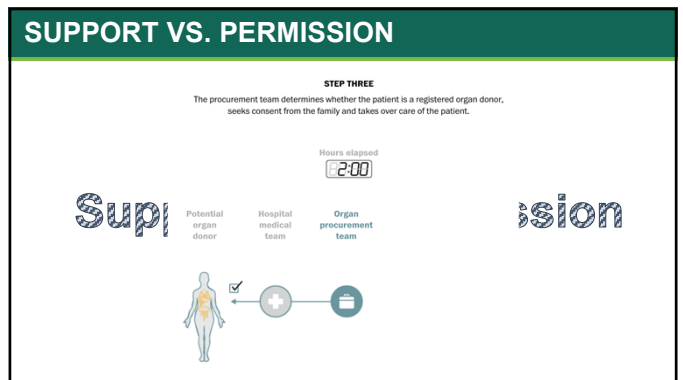 SUPPORT VS. PERMISSION
STEP THREE
The procurement team determines whether the patient is a registered organ donor,
seeks consent from the family and takes over care of the patient.
Hours elapsed
2:00
Supp
ssion
Potential
organ
donor
Hospital
medical
team
Organ
procurement
team